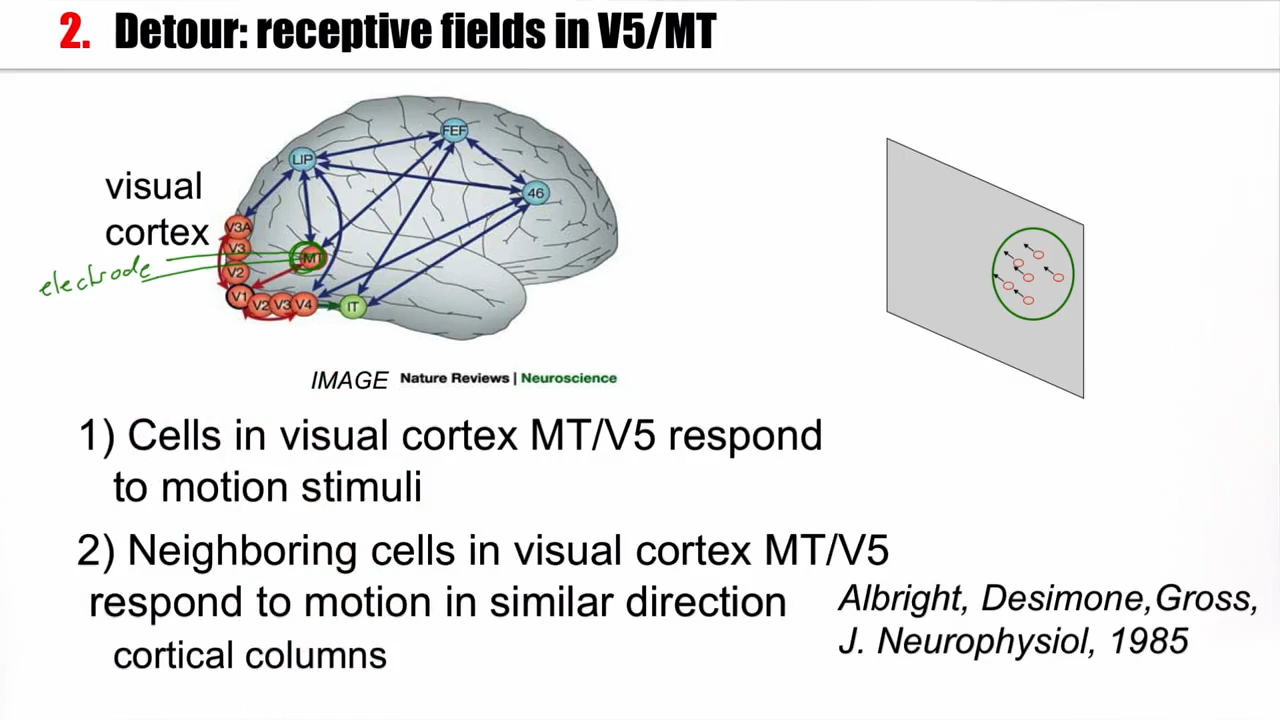 2. Detour: receptive fields in V5/MT
visual
cortex
electrode
LIP
FEF
46
V3A
V3
V2
V1
V2
V3
V4
IT
MT
IMAGE Nature Reviews | Neuroscience
1) Cells in visual cortex MT/V5 respond
to motion stimuli
2) Neighboring cells in visual cortex MT/V5
respond to motion in similar direction
cortical columns
Albright, Desimone,Gross,
J. Neurophysiol, 1985